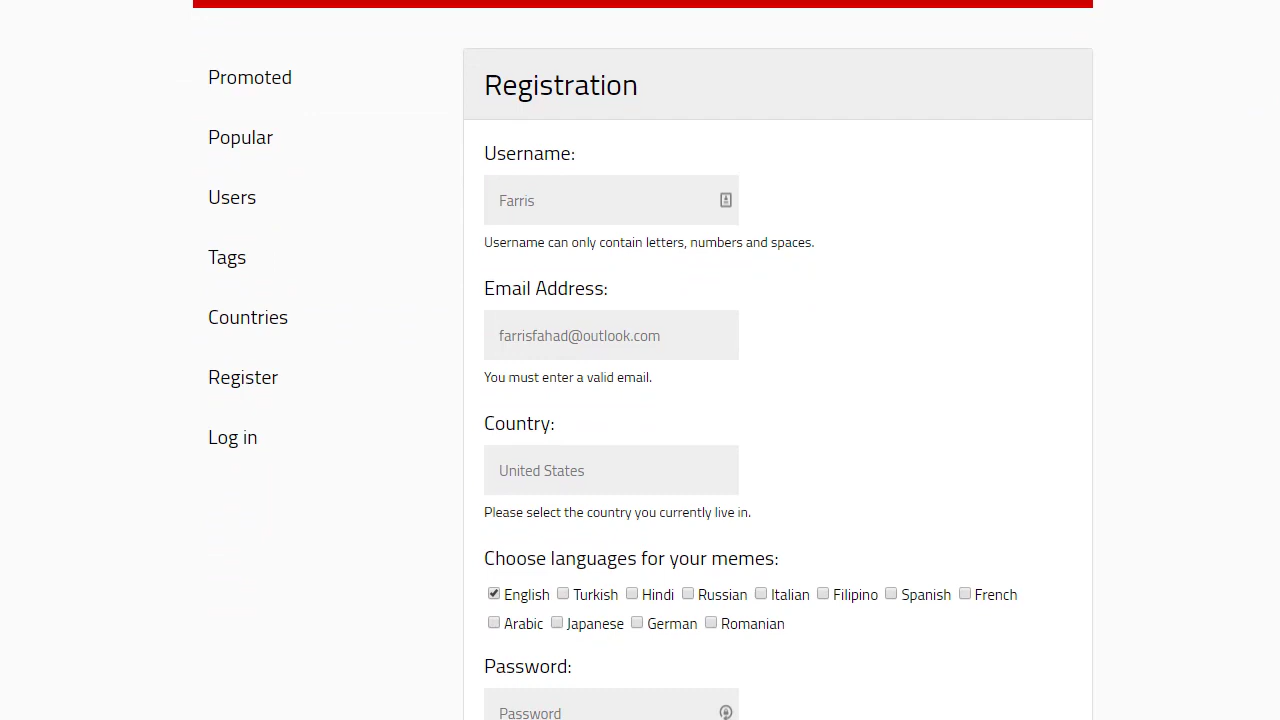 Promoted
Popular
Users
Tags
Countries
Register
Log in
Registration
Username:
Farris
Username can only contain letters, numbers and spaces.
Email Address:
farrisfahad@outlook.com
You must enter a valid email.
Country:
United States
Please select the country you currently live in.
Choose languages for your memes:
English Turkish Hindi Russian Italian Filipino Spanish French
Arabic Japanese German Romanian
Password:
Password